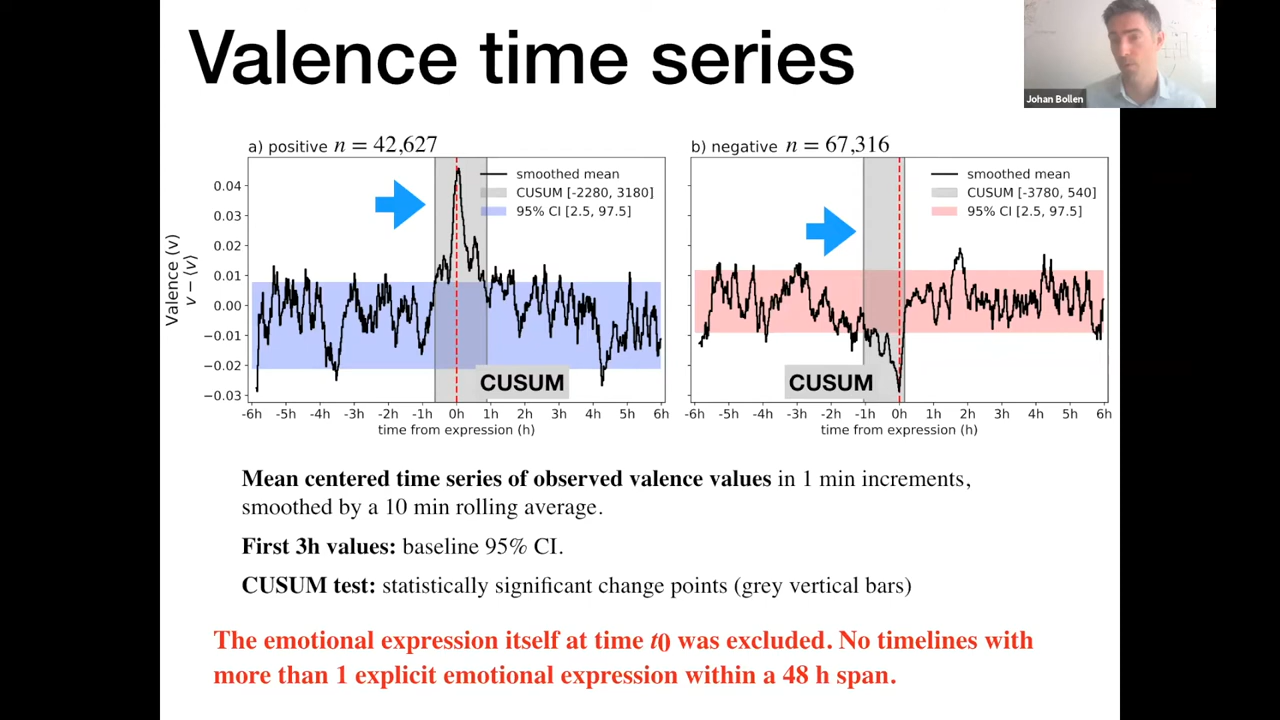 Valence time series
Johan Bollen
a) positive n = 42,627
smoothed mean
CUSUM [-2280, 3180]
95% CI [2.5, 97.5]
Valence (v)
v − ⟨v⟩
0.04
0.03
0.02
0.01
0.00
−0.01
−0.02
−0.03
CUSUM
-6h -5h -4h -3h -2h -1h 0h 1h 2h 3h 4h 5h 6h
time from expression (h)
b) negative n = 67,316
smoothed mean
CUSUM [-3780, 540]
95% CI [2.5, 97.5]
CUSUM
-6h -5h -4h -3h -2h -1h 0h 1h 2h 3h 4h 5h 6h
time from expression (h)
Mean centered time series of observed valence values in 1 min increments,
smoothed by a 10 min rolling average.
First 3h values: baseline 95% CI.
CUSUM test: statistically significant change points (grey vertical bars)
The emotional expression itself at time t0 was excluded. No timelines with
more than 1 explicit emotional expression within a 48 h span.